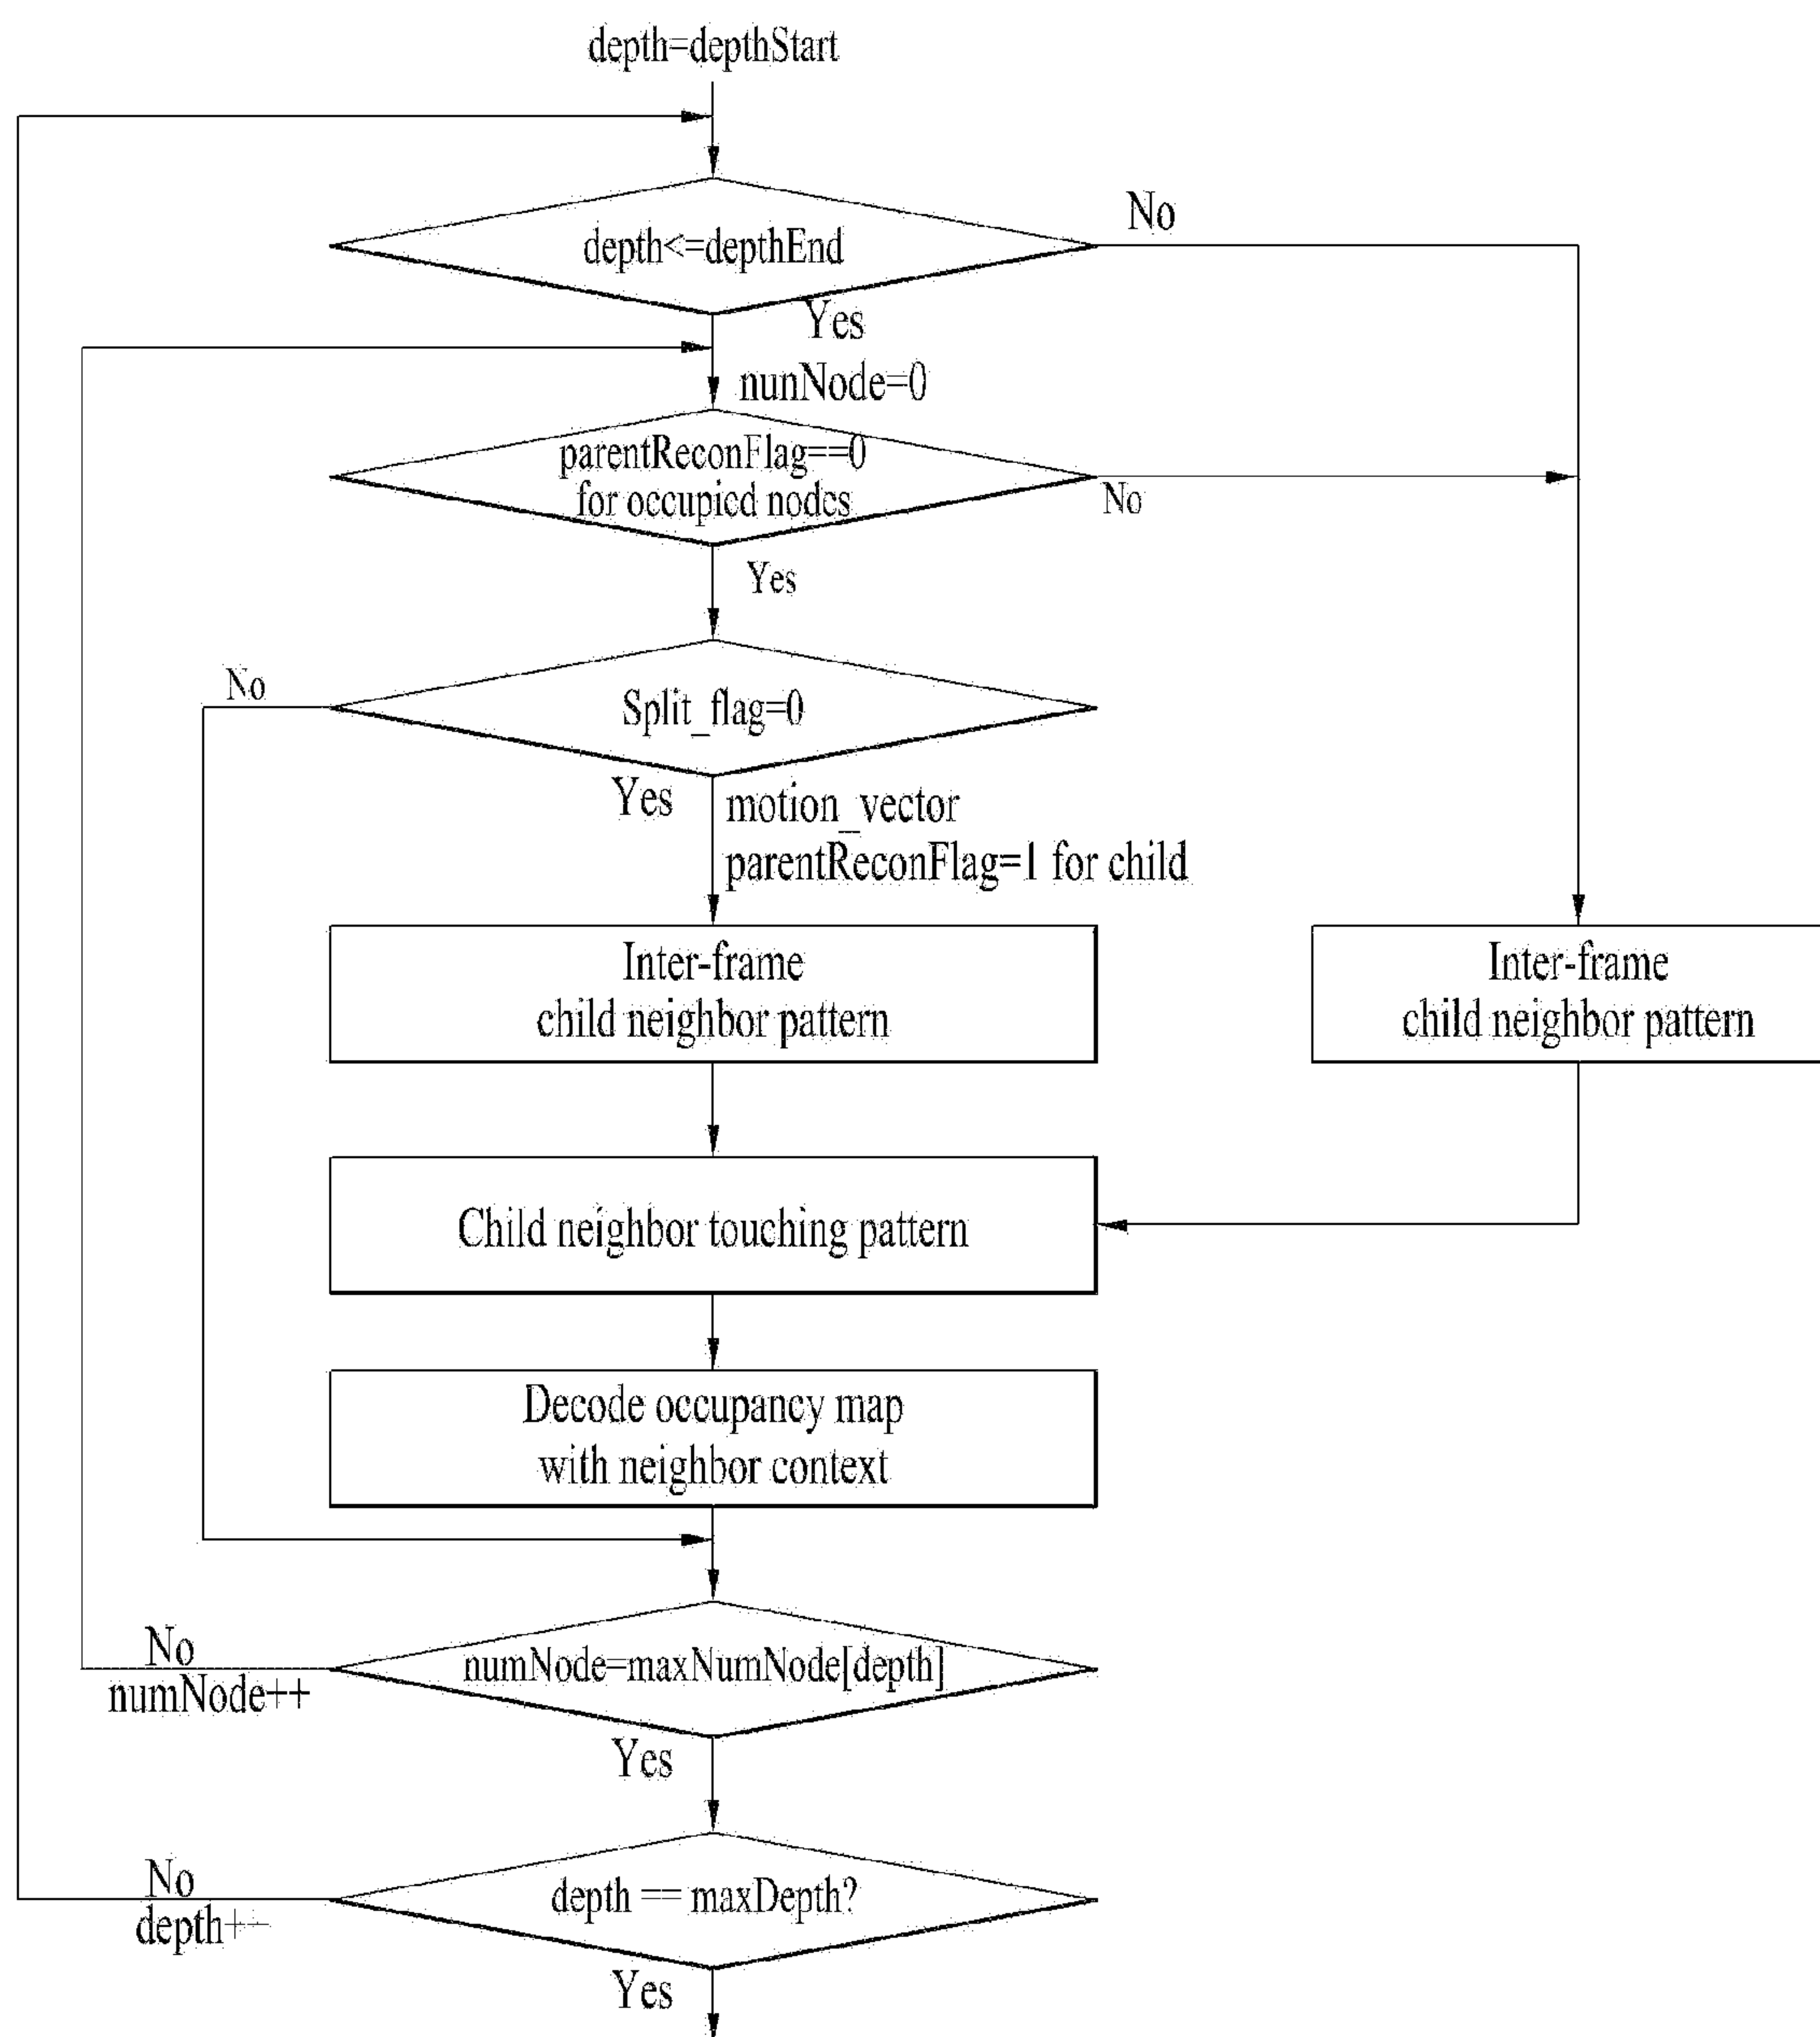 depth=depthStart
depth<=depthEnd
No
Yes
nunNode=0
parentReconFlag==0
for occupied nodes
No
Yes
No
Split_flag=0
Yes
motion_vector
parentReconFlag=1 for child
Inter-frame
child neighbor pattern
Inter-frame
child neighbor pattern
Child neighbor touching pattern
Decode occupancy map
with neighbor context
No
numNode++
numNode=maxNumNode[depth]
Yes
No
depth++
depth == maxDepth?
Yes